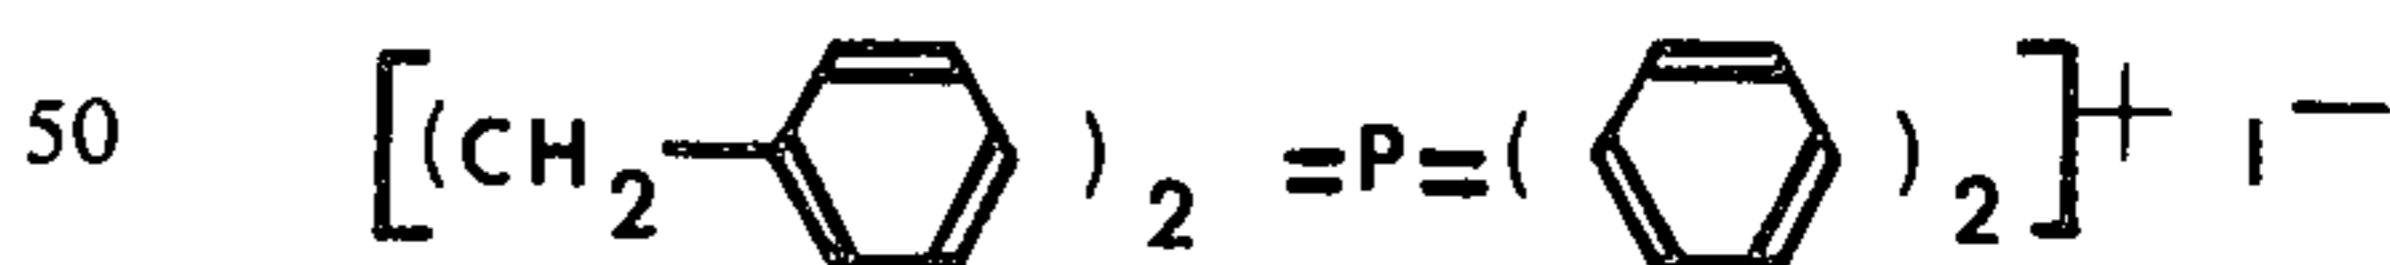 50 [(CH2— )2 =P=( )2]+ I—